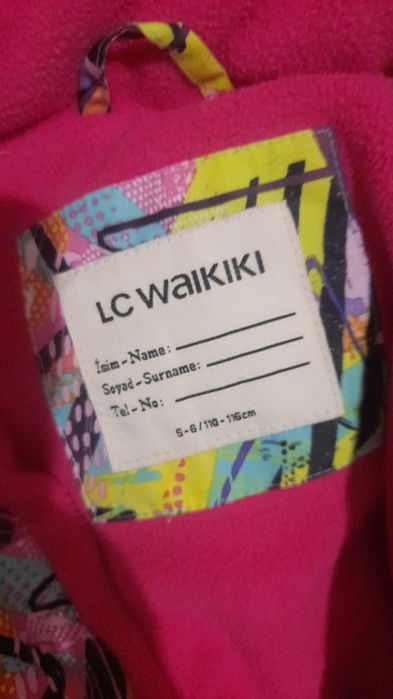 LC WAIKIKI
İsim-Name:
Soyad-Surname:
Tel-No:
5-6/110-116cm